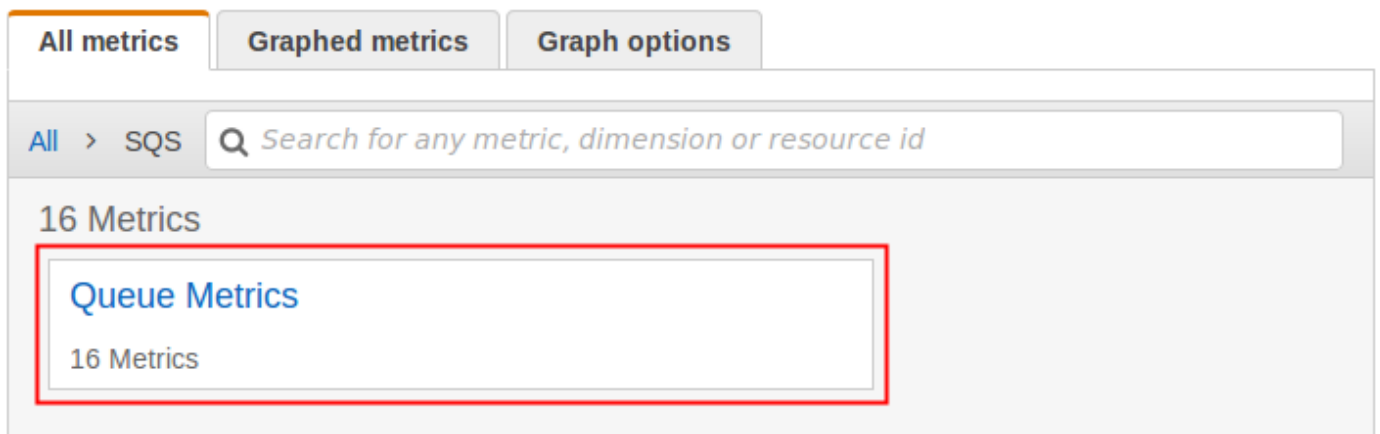 All metrics Graphed metrics Graph options
All > SQS Search for any metric, dimension or resource id
16 Metrics
Queue Metrics
16 Metrics